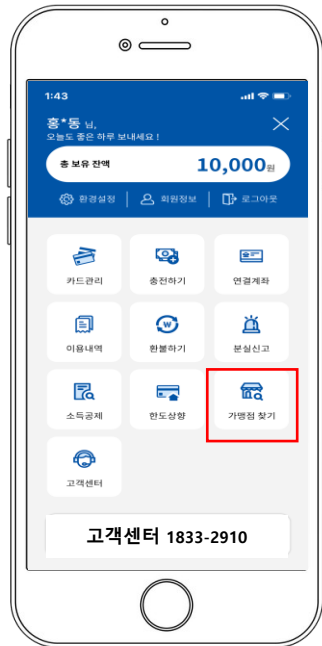 1:43
홍*동 님,
오늘도 좋은 하루 보내세요 !
총 보유 잔액 10,000원
환경설정 회원정보 로그아웃
카드관리 충전하기 연결계좌
이용내역 환불하기 분실신고
소득공제 한도상향 가맹점 찾기
고객센터
고객센터 1833-2910